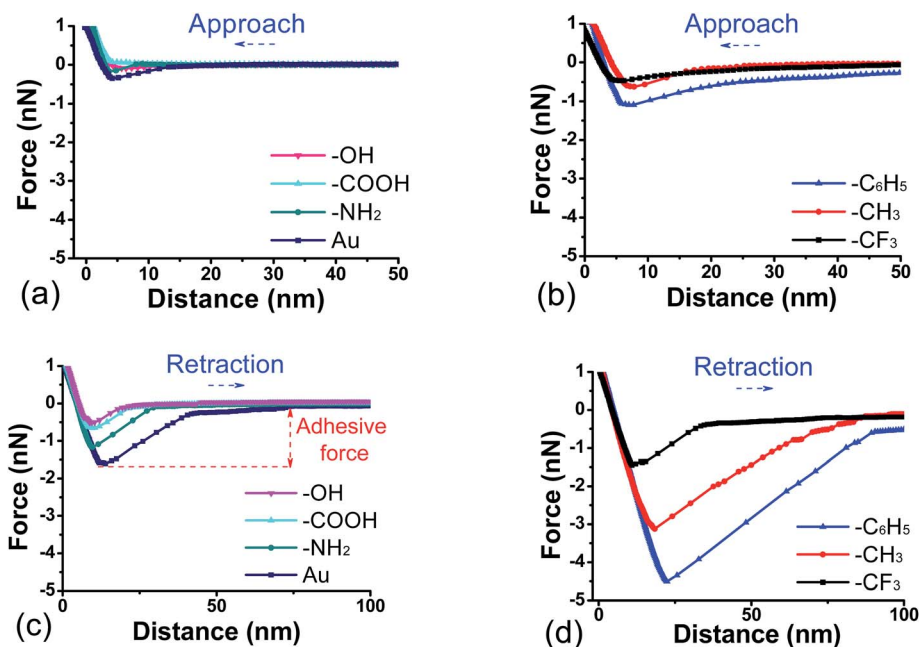 Approach
1
0
-1
-2
-3
-4
-5
Force (nN)
-OH
-COOH
-NH₂
Au
0 10 20 30 40 50
Distance (nm)
(a)
Approach
1
0
-1
-2
-3
-4
-5
Force (nN)
-C₆H₅
-CH₃
-CF₃
0 10 20 30 40 50
Distance (nm)
(b)
Retraction
1
0
-1
-2
-3
-4
-5
Force (nN)
Adhesive
force
-OH
-COOH
-NH₂
Au
0 25 50 75 100
Distance (nm)
(c)
Retraction
1
0
-1
-2
-3
-4
-5
Force (nN)
-C₆H₅
-CH₃
-CF₃
0 25 50 75 100
Distance (nm)
(d)